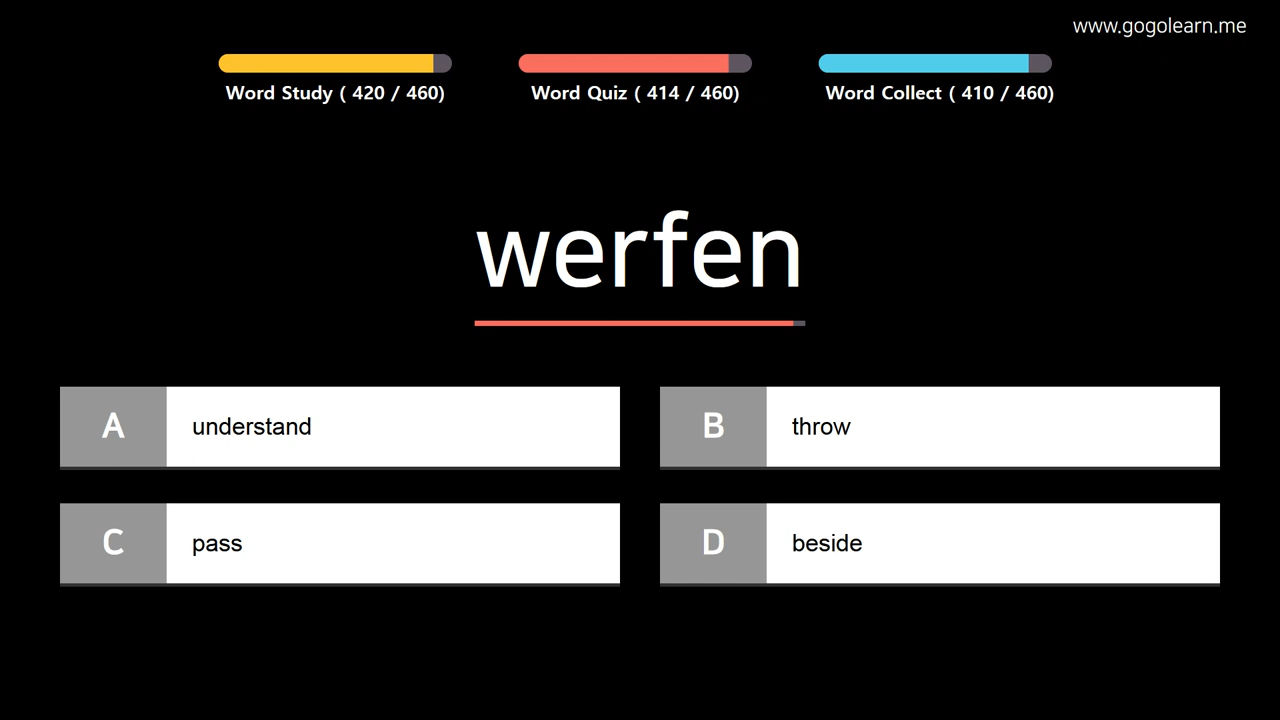 www.gogolearn.me
Word Study ( 420 / 460)
Word Quiz ( 414 / 460)
Word Collect ( 410 / 460)
werfen
A understand
B throw
C pass
D beside